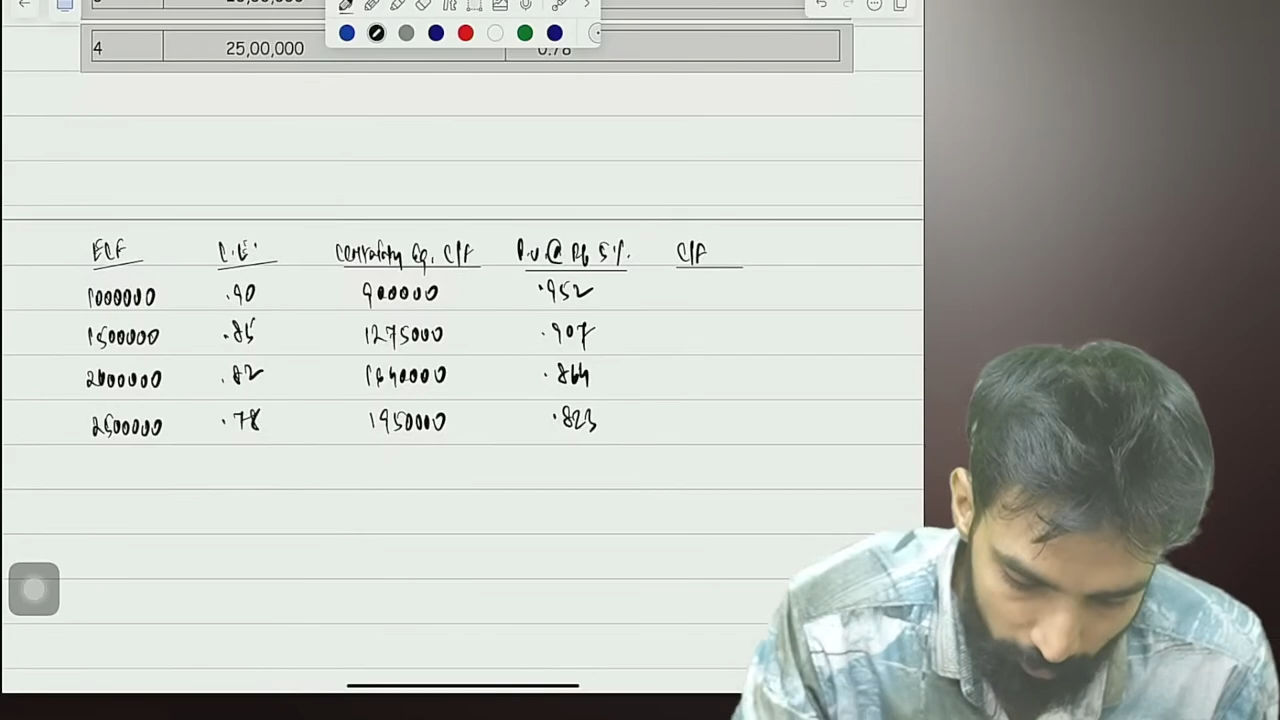 4 25,00,000 0.78
ECF C.E. Certainty Eq. C/F P.V.@ Rf 5%. C/F
1000000 .90 900000 .952
1500000 .85 1275000 .907
2000000 .82 1640000 .864
2500000 .78 1950000 .823